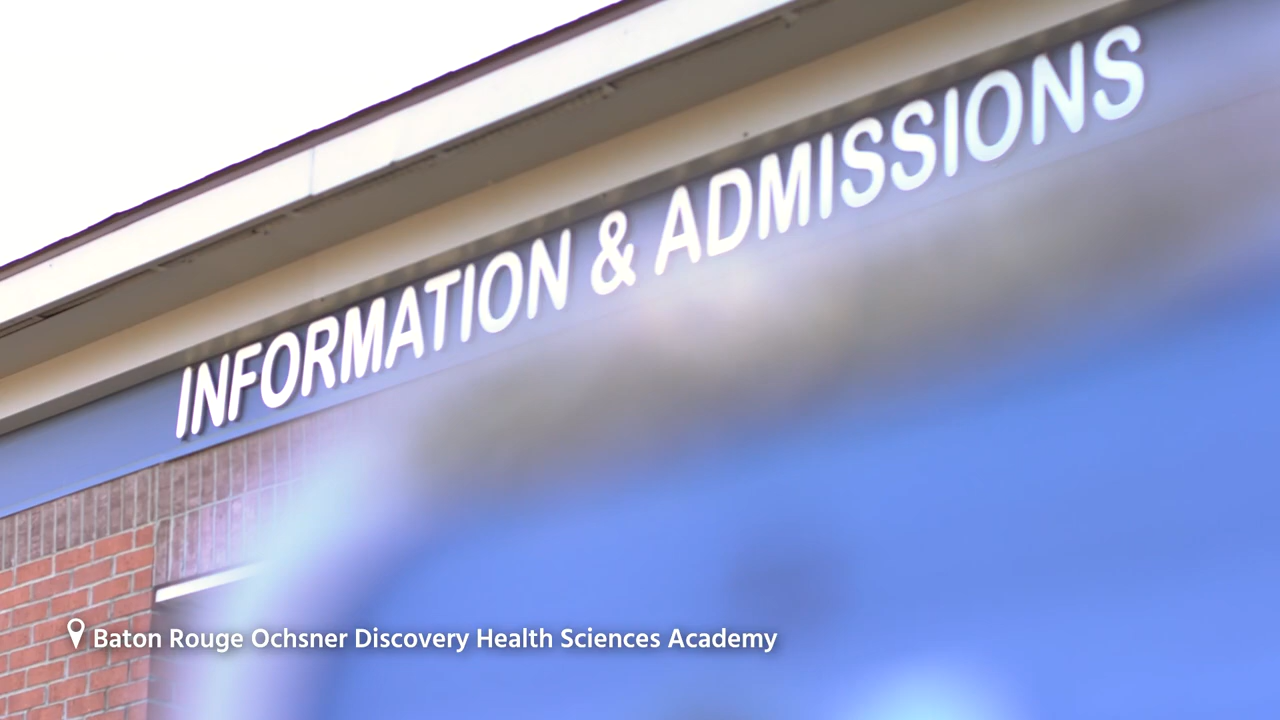 INFORMATION & ADMISSIONS
Baton Rouge Ochsner Discovery Health Sciences Academy